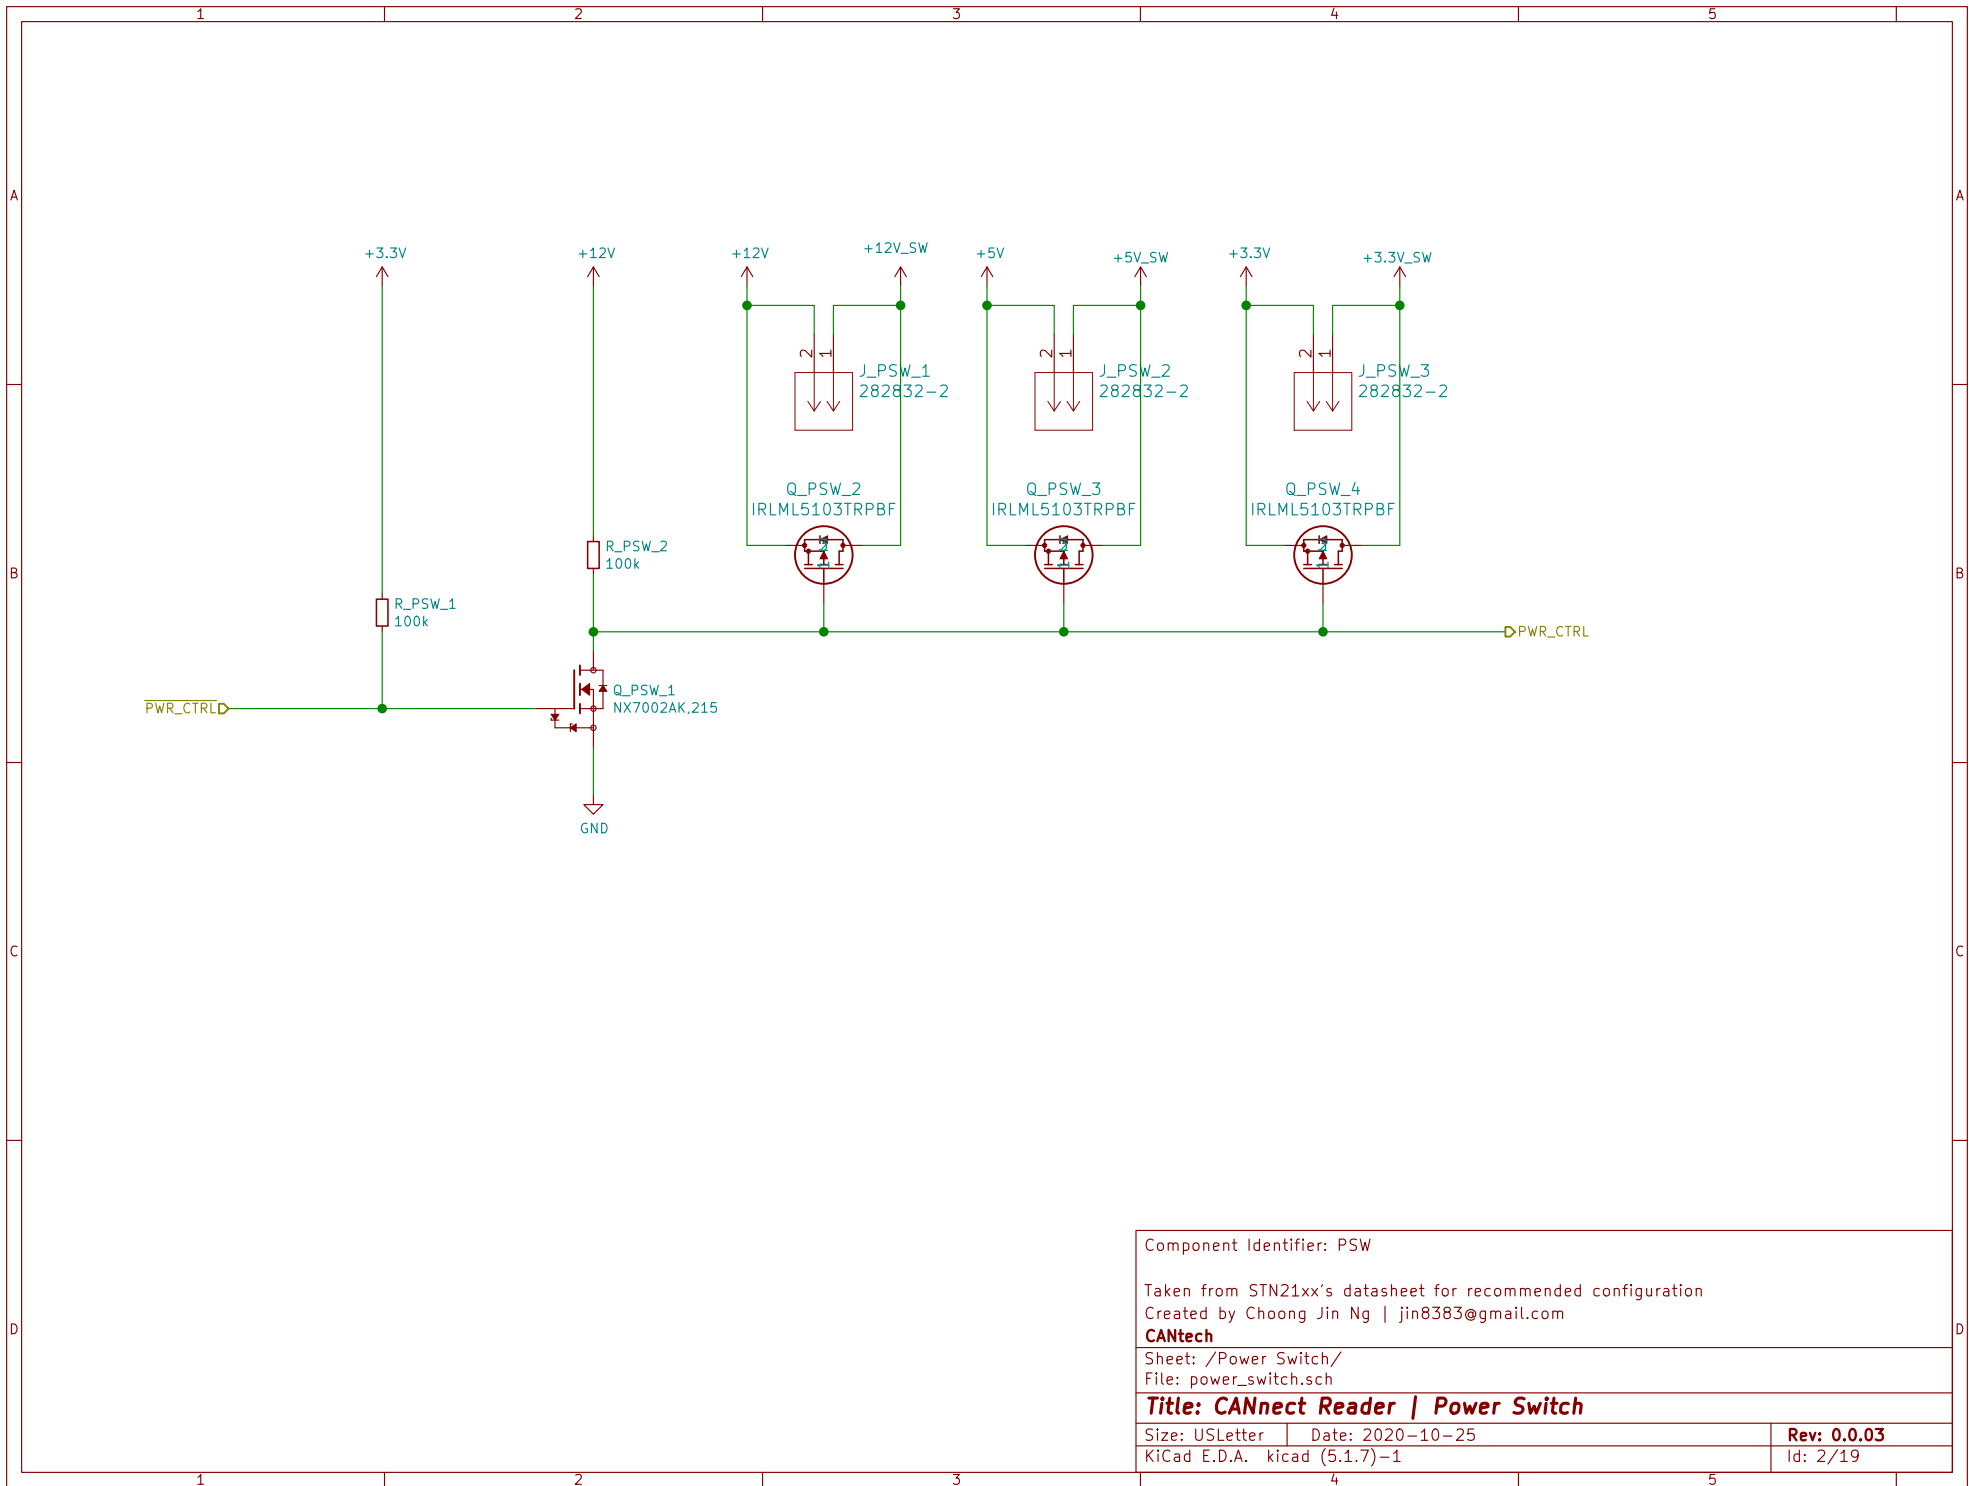 1 2 3 4 5
A A
+3.3V +12V +12V +12V_SW +5V +5V_SW +3.3V +3.3V_SW
2 1 2 1 2 1
J_PSW_1 J_PSW_2 J_PSW_3
282832-2 282832-2 282832-2
Q_PSW_2 Q_PSW_3 Q_PSW_4
IRLML5103TRPBF IRLML5103TRPBF IRLML5103TRPBF
R_PSW_2
100k
B B
R_PSW_1
100k
PWR_CTRL
Q_PSW_1
NX7002AK,215
PWR_CTRL
GND
C C
D D
Component Identifier: PSW
Taken from STN21xx's datasheet for recommended configuration
Created by Choong Jin Ng | jin8383@gmail.com
CANtech
Sheet: /Power Switch/
File: power_switch.sch
Title: CANnect Reader | Power Switch
Size: USLetter Date: 2020-10-25 Rev: 0.0.03
KiCad E.D.A. kicad (5.1.7)-1 Id: 2/19
1 2 3 4 5